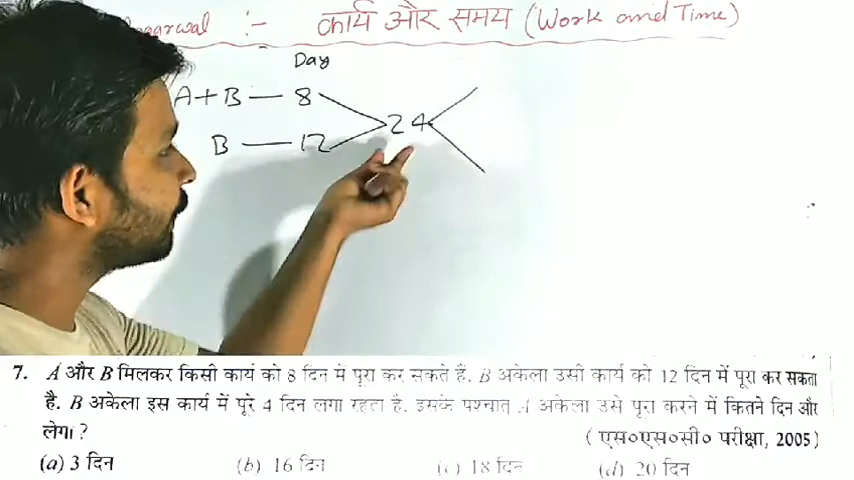 :- कार्य और समय (Work and Time)
Day
A+B — 8
24
B — 12
7. A और B मिलकर किसी कार्य को 8 दिन में पूरा कर सकते हैं. B अकेला उसी कार्य को 12 दिन में पूरा कर सकता
है. B अकेला इस कार्य में पूरे 4 दिन लगा रहता है. इसके पश्चात् A अकेला उसे पूरा करने में कितने दिन और
लेगा ?
( एस०एस०सी० परीक्षा, 2005 )
(a) 3 दिन (b) 16 दिन (c) 18 दिन (d) 20 दिन